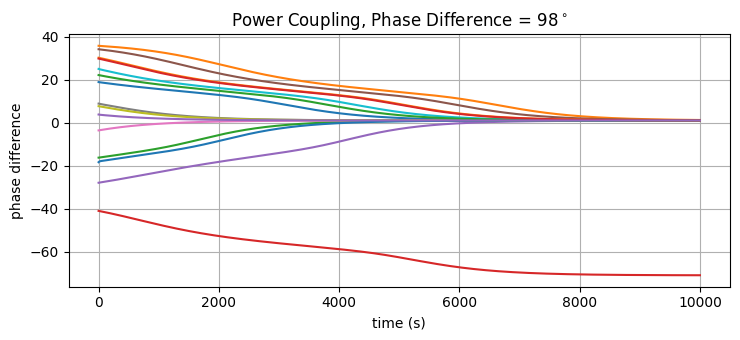 Power Coupling, Phase Difference = 98°
40
20
0
−20
−40
−60
phase difference
0 2000 4000 6000 8000 10000
time (s)